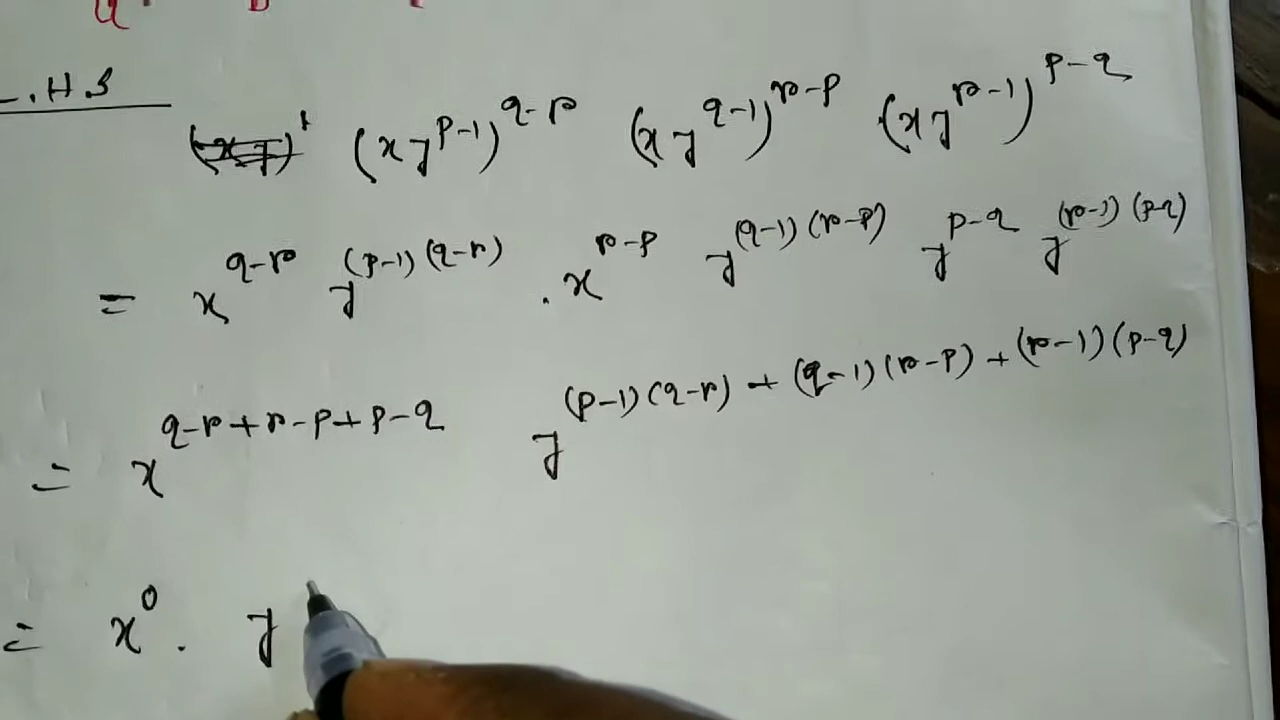 L.H.S
(xy^{p-1})^{q-r} (xy^{q-1})^{r-p} (xy^{r-1})^{p-q}
= x^{q-r} y^{(p-1)(q-r)} . x^{r-p} y^{(q-1)(r-p)} y^{p-q} y^{(r-1)(p-q)}
= x^{q-r+r-p+p-q} y^{(p-1)(q-r)+(q-1)(r-p)+(r-1)(p-q)}
= x^0 . y